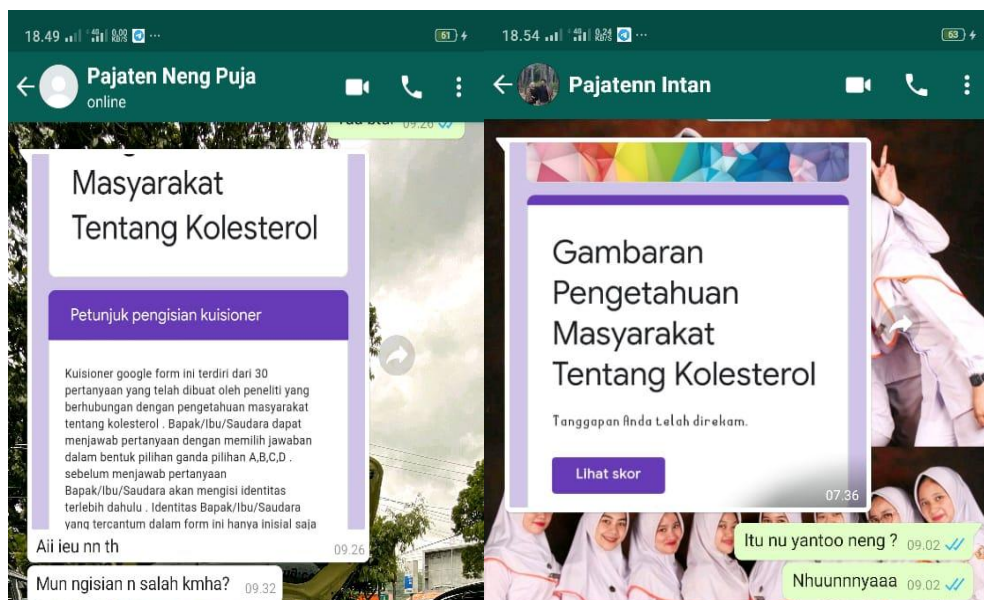 18.49
51
Pajaten Neng Puja
online
09.26
Masyarakat
Tentang Kolesterol
Petunjuk pengisian kuisioner
Kuisioner google form ini terdiri dari 30
pertanyaan yang telah dibuat oleh peneliti yang
berhubungan dengan pengetahuan masyarakat
tentang kolesterol . Bapak/Ibu/Saudara dapat
menjawab pertanyaan dengan memilih jawaban
dalam bentuk pilihan ganda pilihan A,B,C,D .
sebelum menjawab pertanyaan
Bapak/Ibu/Saudara akan mengisi identitas
terlebih dahulu . Identitas Bapak/Ibu/Saudara
yang tercantum dalam form ini hanya inisial saja
Aii ieu nn th 09.26
Mun ngisian n salah kmha? 09.32
18.54
63
Pajatenn Intan
Gambaran
Pengetahuan
Masyarakat
Tentang Kolesterol
Tanggapan Anda telah direkam.
Lihat skor
07.36
Itu nu yantoo neng ? 09.02
Nhuunnnyaaa 09.02